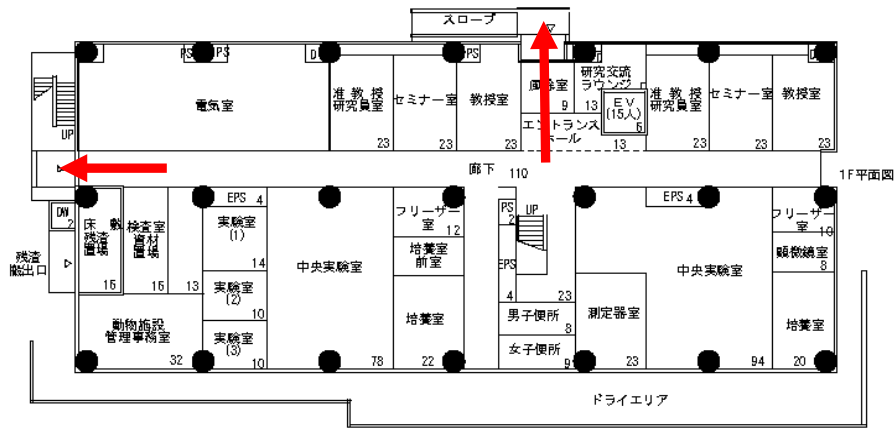 スロープ
PS
PS
D
PS
D
電気室
准教授
研究員室
23
セミナー室
23
教授室
23
風除室
9
研究交流
ラウンジ
13
EV
(15人)
6
エントランス
ホール
13
准教授
研究員室
23
セミナー室
23
教授室
23
UP
廊下
110
1F平面図
DW
2
床敷
残渣
置場
16
検査室
資材
置場
16
13
EPS 4
実験室
(1)
14
実験室
(2)
10
実験室
(3)
10
中央実験室
78
フリーザー
室
12
培養室
前室
培養室
22
PS
2
UP
EPS
4
23
男子便所
8
女子便所
9
測定器室
23
EPS 4
中央実験室
94
フリーザー
室
10
顕微鏡室
8
培養室
20
残渣
搬出口
動物施設
管理事務室
32
ドライエリア